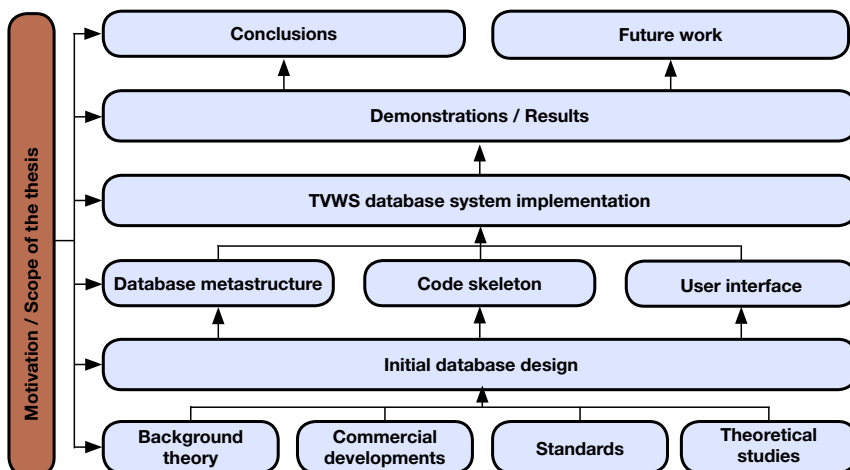 Motivation / Scope of the thesis
Conclusions
Future work
Demonstrations / Results
TVWS database system implementation
Database metastructure
Code skeleton
User interface
Initial database design
Background
theory
Commercial
developments
Standards
Theoretical
studies